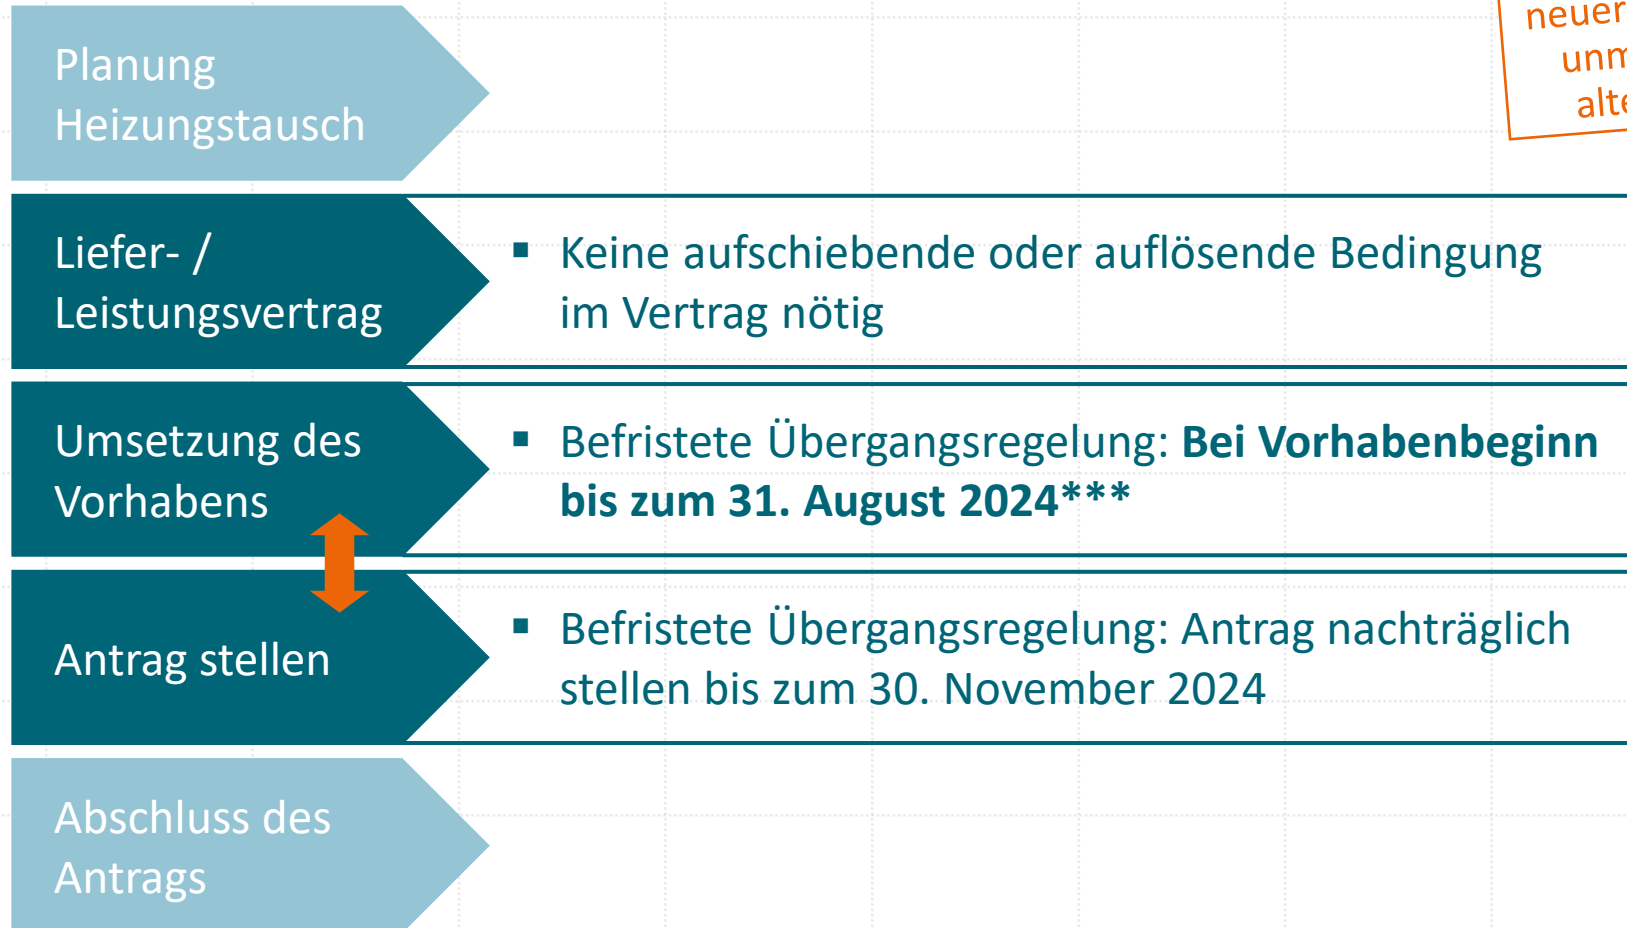 neuer
Planung
Heizungstausch
Liefer- /
Leistungsvertrag
▪ Keine aufschiebende oder auflösende Bedingung
im Vertrag nötig
Umsetzung des
Vorhabens
▪ Befristete Übergangsregelung: Bei Vorhabenbeginn
bis zum 31. August 2024***
Antrag stellen
▪ Befristete Übergangsregelung: Antrag nachträglich
stellen bis zum 30. November 2024
Abschluss des
Antrags